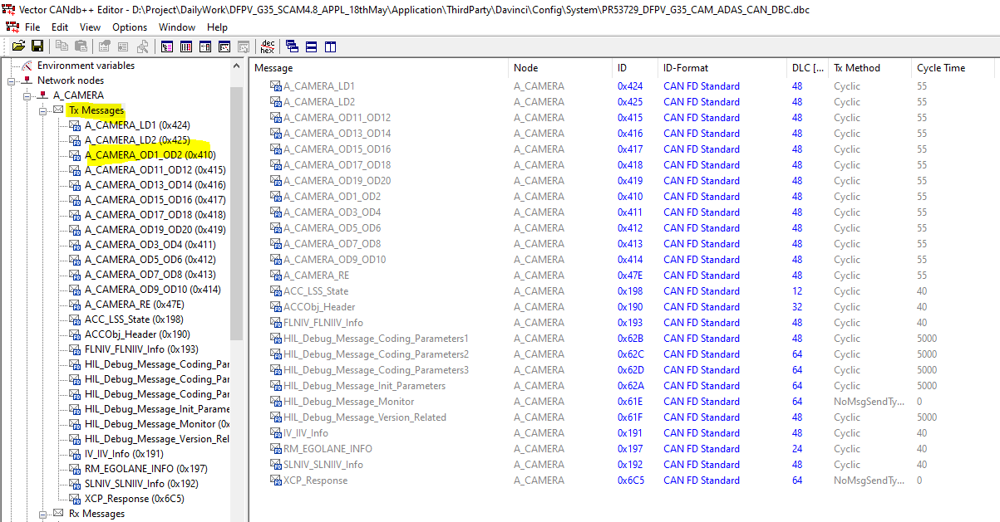 Vector CANdb++ Editor - D:\Project\DailyWork\DFPV_G35_SCAM4.8_APPL_18thMay\Application\ThirdParty\Davinci\Config\System\PR53729_DFPV_G35_CAM_ADAS_CAN_DBC.dbc
File Edit View Options Window Help
dec hex
Environment variables
Network nodes
A_CAMERA
Tx Messages
A_CAMERA_LD1 (0x424)
A_CAMERA_LD2 (0x425)
A_CAMERA_OD1_OD2 (0x410)
A_CAMERA_OD11_OD12 (0x415)
A_CAMERA_OD13_OD14 (0x416)
A_CAMERA_OD15_OD16 (0x417)
A_CAMERA_OD17_OD18 (0x418)
A_CAMERA_OD19_OD20 (0x419)
A_CAMERA_OD3_OD4 (0x411)
A_CAMERA_OD5_OD6 (0x412)
A_CAMERA_OD7_OD8 (0x413)
A_CAMERA_OD9_OD10 (0x414)
A_CAMERA_RE (0x47E)
ACC_LSS_State (0x198)
ACCObj_Header (0x190)
FLNIV_FLNIIV_Info (0x193)
HIL_Debug_Message_Coding_Par
HIL_Debug_Message_Coding_Par
HIL_Debug_Message_Coding_Par
HIL_Debug_Message_Init_Parame
HIL_Debug_Message_Monitor (0x
HIL_Debug_Message_Version_Rel
IV_IIV_Info (0x191)
RM_EGOLANE_INFO (0x197)
SLNIV_SLNIIV_Info (0x192)
XCP_Response (0x6C5)
Rx Messages
Message Node ID ID-Format DLC [... Tx Method Cycle Time
A_CAMERA_LD1 A_CAMERA 0x424 CAN FD Standard 48 Cyclic 55
A_CAMERA_LD2 A_CAMERA 0x425 CAN FD Standard 48 Cyclic 55
A_CAMERA_OD11_OD12 A_CAMERA 0x415 CAN FD Standard 48 Cyclic 55
A_CAMERA_OD13_OD14 A_CAMERA 0x416 CAN FD Standard 48 Cyclic 55
A_CAMERA_OD15_OD16 A_CAMERA 0x417 CAN FD Standard 48 Cyclic 55
A_CAMERA_OD17_OD18 A_CAMERA 0x418 CAN FD Standard 48 Cyclic 55
A_CAMERA_OD19_OD20 A_CAMERA 0x419 CAN FD Standard 48 Cyclic 55
A_CAMERA_OD1_OD2 A_CAMERA 0x410 CAN FD Standard 48 Cyclic 55
A_CAMERA_OD3_OD4 A_CAMERA 0x411 CAN FD Standard 48 Cyclic 55
A_CAMERA_OD5_OD6 A_CAMERA 0x412 CAN FD Standard 48 Cyclic 55
A_CAMERA_OD7_OD8 A_CAMERA 0x413 CAN FD Standard 48 Cyclic 55
A_CAMERA_OD9_OD10 A_CAMERA 0x414 CAN FD Standard 48 Cyclic 55
A_CAMERA_RE A_CAMERA 0x47E CAN FD Standard 48 Cyclic 55
ACC_LSS_State A_CAMERA 0x198 CAN FD Standard 12 Cyclic 40
ACCObj_Header A_CAMERA 0x190 CAN FD Standard 32 Cyclic 40
FLNIV_FLNIIV_Info A_CAMERA 0x193 CAN FD Standard 48 Cyclic 40
HIL_Debug_Message_Coding_Parameters1 A_CAMERA 0x62B CAN FD Standard 48 Cyclic 5000
HIL_Debug_Message_Coding_Parameters2 A_CAMERA 0x62C CAN FD Standard 64 Cyclic 5000
HIL_Debug_Message_Coding_Parameters3 A_CAMERA 0x62D CAN FD Standard 64 Cyclic 5000
HIL_Debug_Message_Init_Parameters A_CAMERA 0x62A CAN FD Standard 64 Cyclic 5000
HIL_Debug_Message_Monitor A_CAMERA 0x61E CAN FD Standard 64 NoMsgSendTy... 0
HIL_Debug_Message_Version_Related A_CAMERA 0x61F CAN FD Standard 48 Cyclic 5000
IV_IIV_Info A_CAMERA 0x191 CAN FD Standard 48 Cyclic 40
RM_EGOLANE_INFO A_CAMERA 0x197 CAN FD Standard 24 Cyclic 40
SLNIV_SLNIIV_Info A_CAMERA 0x192 CAN FD Standard 48 Cyclic 40
XCP_Response A_CAMERA 0x6C5 CAN FD Standard 64 NoMsgSendTy... 0